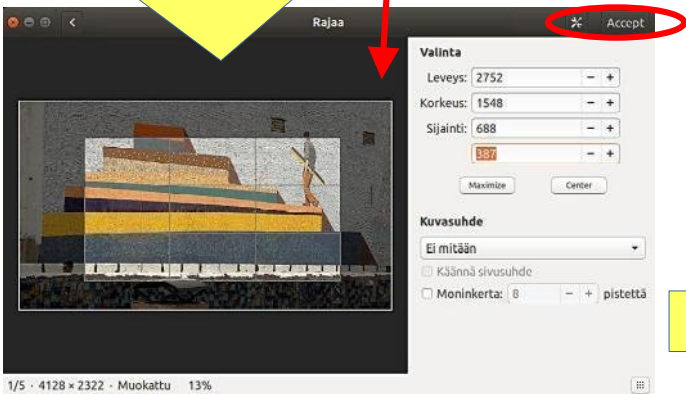 Rajaa
Accept
Valinta
Leveys: 2752 - +
Korkeus: 1548 - +
Sijainti: 688 - +
387 - +
Maximize Center
Kuvasuhde
Ei mitään
Käännä sivusuhde
Moninkerta: 8 - + pistettä
1/5 · 4128 × 2322 · Muokattu 13%